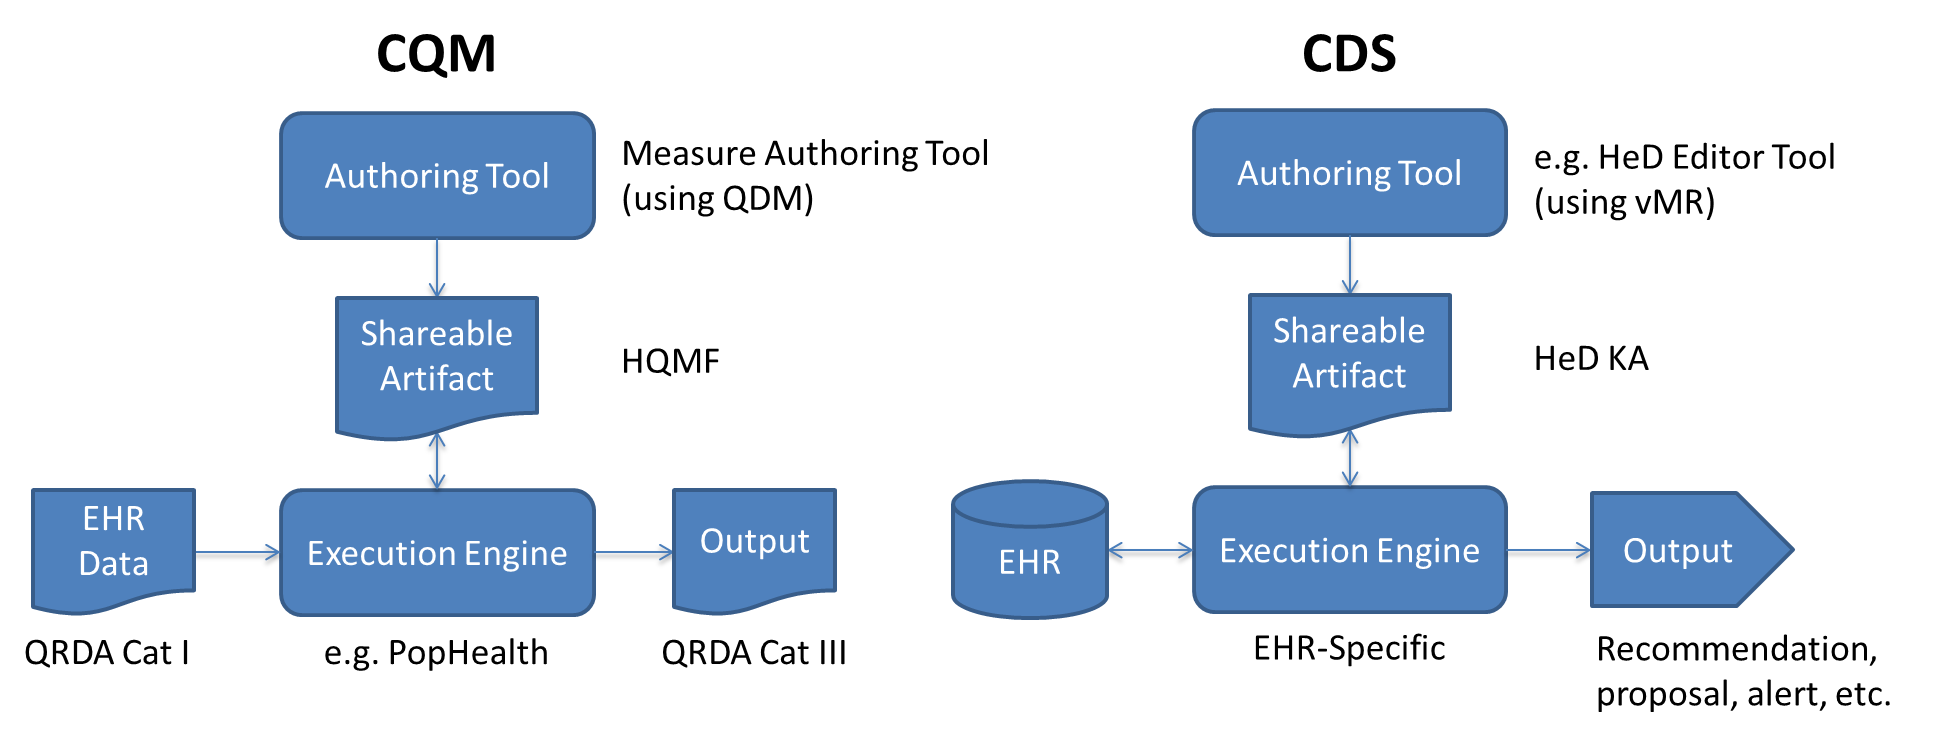 CQM
Authoring Tool
Measure Authoring Tool
(using QDM)
Shareable
Artifact
HQMF
EHR
Data
Execution Engine
Output
QRDA Cat I
e.g. PopHealth
QRDA Cat III
CDS
Authoring Tool
e.g. HeD Editor Tool
(using vMR)
Shareable
Artifact
HeD KA
EHR
Execution Engine
Output
EHR-Specific
Recommendation,
proposal, alert, etc.